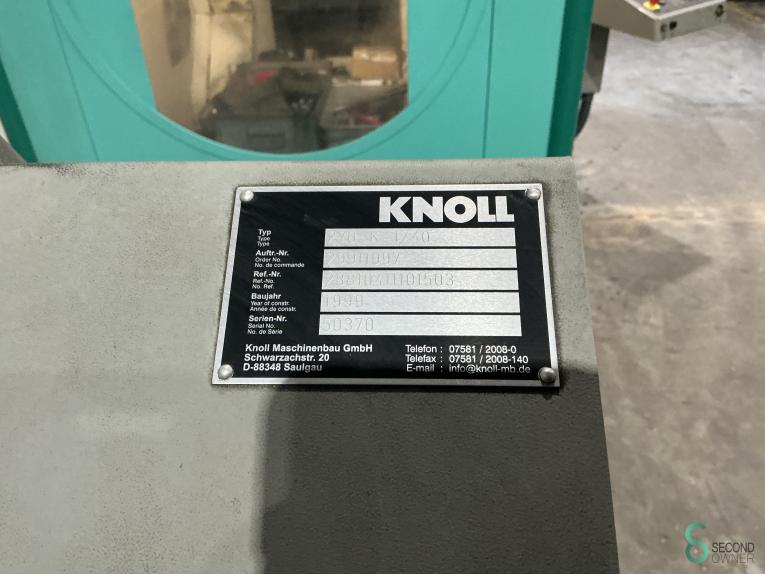 KNOLL
Typ
Type
Type
Auftr.-Nr.
Order No.
No. de commande
Ref.-Nr.
Ref.-No.
No. Ref.
Baujahr
Year of constr.
Année de constr.
1999
Serien-Nr.
Serial No.
No. de Série
50370
Knoll Maschinenbau GmbH
Schwarzachstr. 20
D-88348 Saulgau
Telefon : 07581 / 2008-0
Telefax : 07581 / 2008-140
E-mail : info@knoll-mb.de
SECOND
OWNER